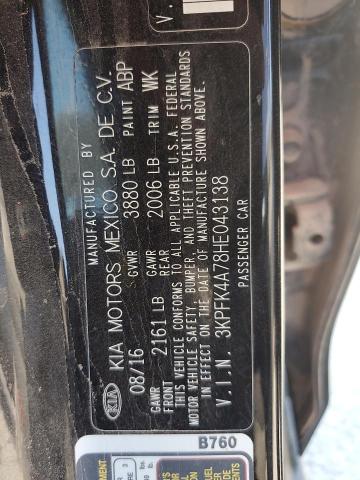 MANUFACTURED BY
KIA KIA MOTORS MEXICO S.A. DE C.V.
08/16 GVWR 3880 LB PAINT ABP
GAWR FRONT 2161 LB GAWR REAR 2006 LB TRIM WK
THIS VEHICLE CONFORMS TO ALL APPLICABLE U.S.A. FEDERAL
MOTOR VEHICLE SAFETY, BUMPER, AND THEFT PREVENTION STANDARDS
IN EFFECT ON THE DATE OF MANUFACTURE SHOWN ABOVE.
V.I.N. 3KPFK4A78HE043138
PASSENGER CAR
V.
B760